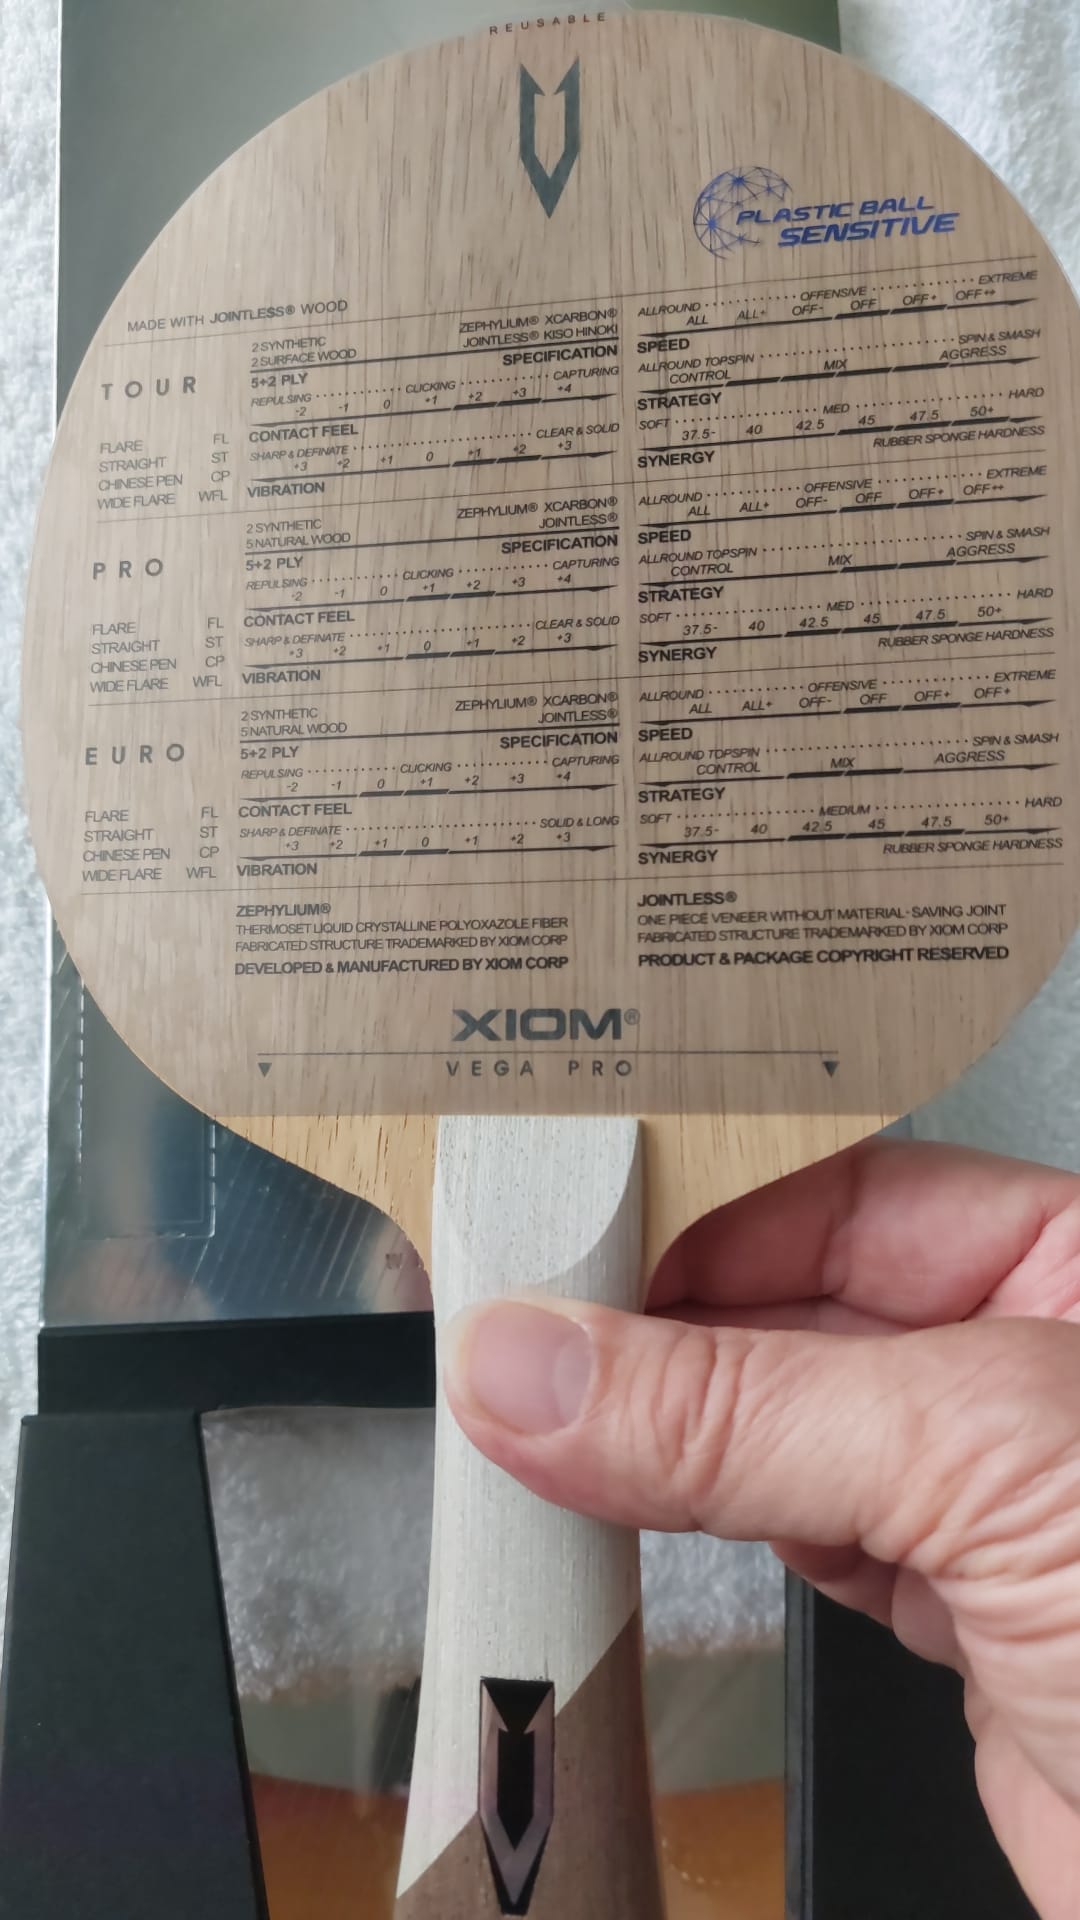 REUSABLE
PLASTIC BALL
SENSITIVE
MADE WITH JOINTLESS® WOOD
TOUR
FLARE FL
STRAIGHT ST
CHINESE PEN CP
WIDE FLARE WFL
2 SYNTHETIC ZEPHYLIUM® XCARBON®
2 SURFACE WOOD JOINTLESS® KISO HINOKI
5+2 PLY SPECIFICATION
REPULSING CLICKING CAPTURING
-2 -1 0 +1 +2 +3 +4
CONTACT FEEL
SHARP & DEFINATE CLEAR & SOLID
+3 +2 +1 0 +1 +2 +3
VIBRATION
ALLROUND OFFENSIVE EXTREME
ALL ALL+ OFF- OFF OFF+ OFF++
SPEED
ALLROUND TOPSPIN SPIN & SMASH
CONTROL MIX AGGRESS
STRATEGY
SOFT MED HARD
37.5- 40 42.5 45 47.5 50+
SYNERGY RUBBER SPONGE HARDNESS
PRO
FLARE FL
STRAIGHT ST
CHINESE PEN CP
WIDE FLARE WFL
2 SYNTHETIC ZEPHYLIUM® XCARBON®
5 NATURAL WOOD JOINTLESS®
5+2 PLY SPECIFICATION
REPULSING CLICKING CAPTURING
-2 -1 0 +1 +2 +3 +4
CONTACT FEEL
SHARP & DEFINATE CLEAR & SOLID
+3 +2 +1 0 +1 +2 +3
VIBRATION
ALLROUND OFFENSIVE EXTREME
ALL ALL+ OFF- OFF OFF+ OFF++
SPEED
ALLROUND TOPSPIN SPIN & SMASH
CONTROL MIX AGGRESS
STRATEGY
SOFT MED HARD
37.5- 40 42.5 45 47.5 50+
SYNERGY RUBBER SPONGE HARDNESS
EURO
FLARE FL
STRAIGHT ST
CHINESE PEN CP
WIDE FLARE WFL
2 SYNTHETIC ZEPHYLIUM® XCARBON®
5 NATURAL WOOD JOINTLESS®
5+2 PLY SPECIFICATION
REPULSING CLICKING CAPTURING
-2 -1 0 +1 +2 +3 +4
CONTACT FEEL
SHARP & DEFINATE SOLID & LONG
+3 +2 +1 0 +1 +2 +3
VIBRATION
ALLROUND OFFENSIVE EXTREME
ALL ALL+ OFF- OFF OFF+ OFF+
SPEED
ALLROUND TOPSPIN SPIN & SMASH
CONTROL MIX AGGRESS
STRATEGY
SOFT MEDIUM HARD
37.5- 40 42.5 45 47.5 50+
SYNERGY RUBBER SPONGE HARDNESS
ZEPHYLIUM®
THERMOSET LIQUID CRYSTALLINE POLYOXAZOLE FIBER
FABRICATED STRUCTURE TRADEMARKED BY XIOM CORP
DEVELOPED & MANUFACTURED BY XIOM CORP
JOINTLESS®
ONE PIECE VENEER WITHOUT MATERIAL-SAVING JOINT
FABRICATED STRUCTURE TRADEMARKED BY XIOM CORP
PRODUCT & PACKAGE COPYRIGHT RESERVED
XIOM®
VEGA PRO